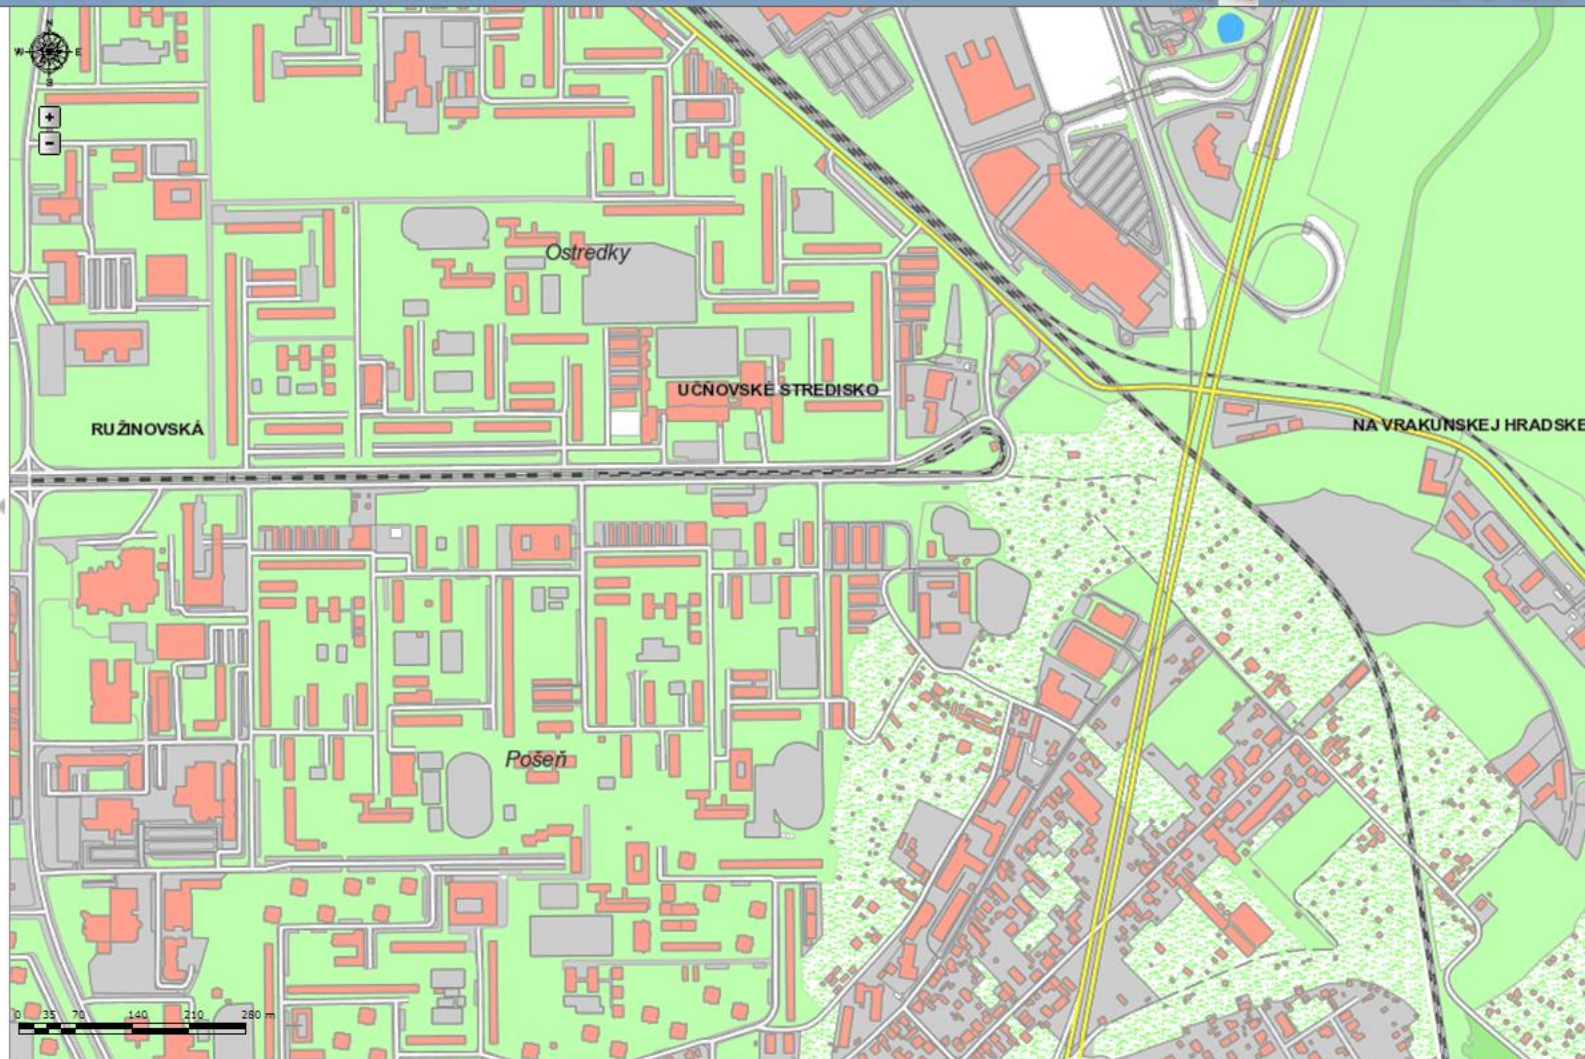 N
W E
S
+
-
Ostredky
UČŇOVSKÉ STREDISKO
RUŽINOVSKÁ
NA VRAKUNSKEJ HRADSKE
Pošeň
0 35 70 140 210 280 m